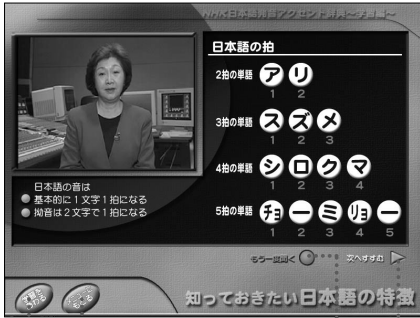 NHK日本語発音アクセント辞典〜学習版〜
日本語の拍
2拍の単語 ア リ
1 2
3拍の単語 ス ズ メ
1 2 3
4拍の単語 シ ロ ク マ
1 2 3 4
5拍の単語 チョ ー ミ リョ ー
1 2 3 4 5
日本語の音は
基本的に1文字1拍になる
拗音は2文字で1拍になる
もう一度聞く 次へすすむ
知っておきたい日本語の特徴